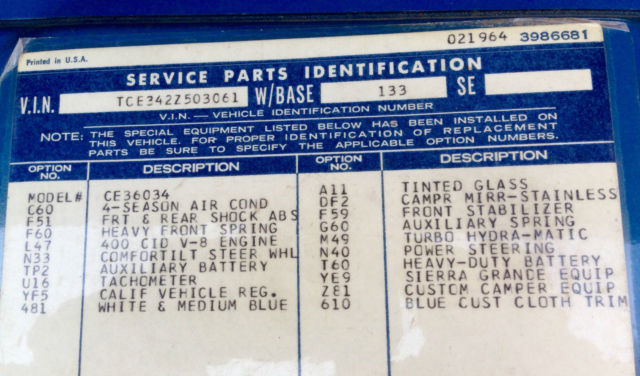 021964 3986681
Printed in U.S.A.
SERVICE PARTS IDENTIFICATION
V.I.N. TCE342Z503061 W/BASE 133 SE
V.I.N. — VEHICLE IDENTIFICATION NUMBER
NOTE: THE SPECIAL EQUIPMENT LISTED BELOW HAS BEEN INSTALLED ON
THIS VEHICLE. FOR PROPER IDENTIFICATION OF REPLACEMENT
PARTS BE SURE TO SPECIFY THE APPLICABLE OPTION NUMBERS.
OPTION NO. DESCRIPTION
MODEL# CE36034
C60 4-SEASON AIR COND
F51 FRT & REAR SHOCK ABS
F60 HEAVY FRONT SPRING
L47 400 CID V-8 ENGINE
N33 COMFORTILT STEER WHL
TP2 AUXILIARY BATTERY
U16 TACHOMETER
YF5 CALIF VEHICLE REG.
481 WHITE & MEDIUM BLUE
OPTION NO. DESCRIPTION
A11 TINTED GLASS
DF2 CAMPR MIRR-STAINLESS
F59 FRONT STABILIZER
G60 AUXILIARY SPRING
M49 TURBO HYDRA-MATIC
N40 POWER STEERING
T60 HEAVY-DUTY BATTERY
YE9 SIERRA GRANDE EQUIP
Z81 CUSTOM CAMPER EQUIP
610 BLUE CUST CLOTH TRIM